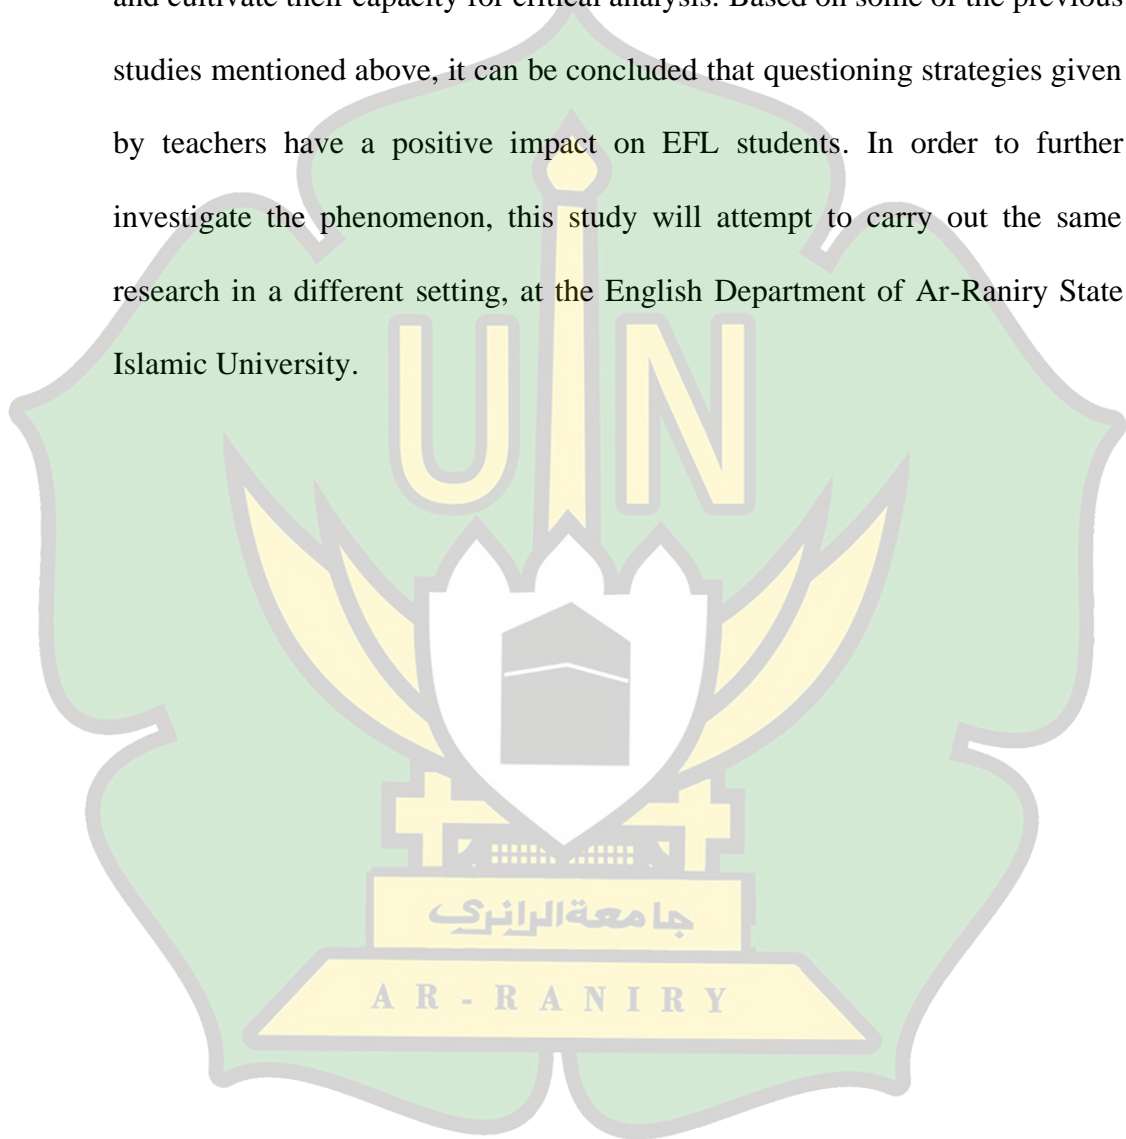 and cultivate their capacity for critical analysis. Based on some of the previous
studies mentioned above, it can be concluded that questioning strategies given
by teachers have a positive impact on EFL students. In order to further
investigate the phenomenon, this study will attempt to carry out the same
research in a different setting, at the English Department of Ar-Raniry State
Islamic University.
UIN
جامعة الرانري
AR-RANIRY